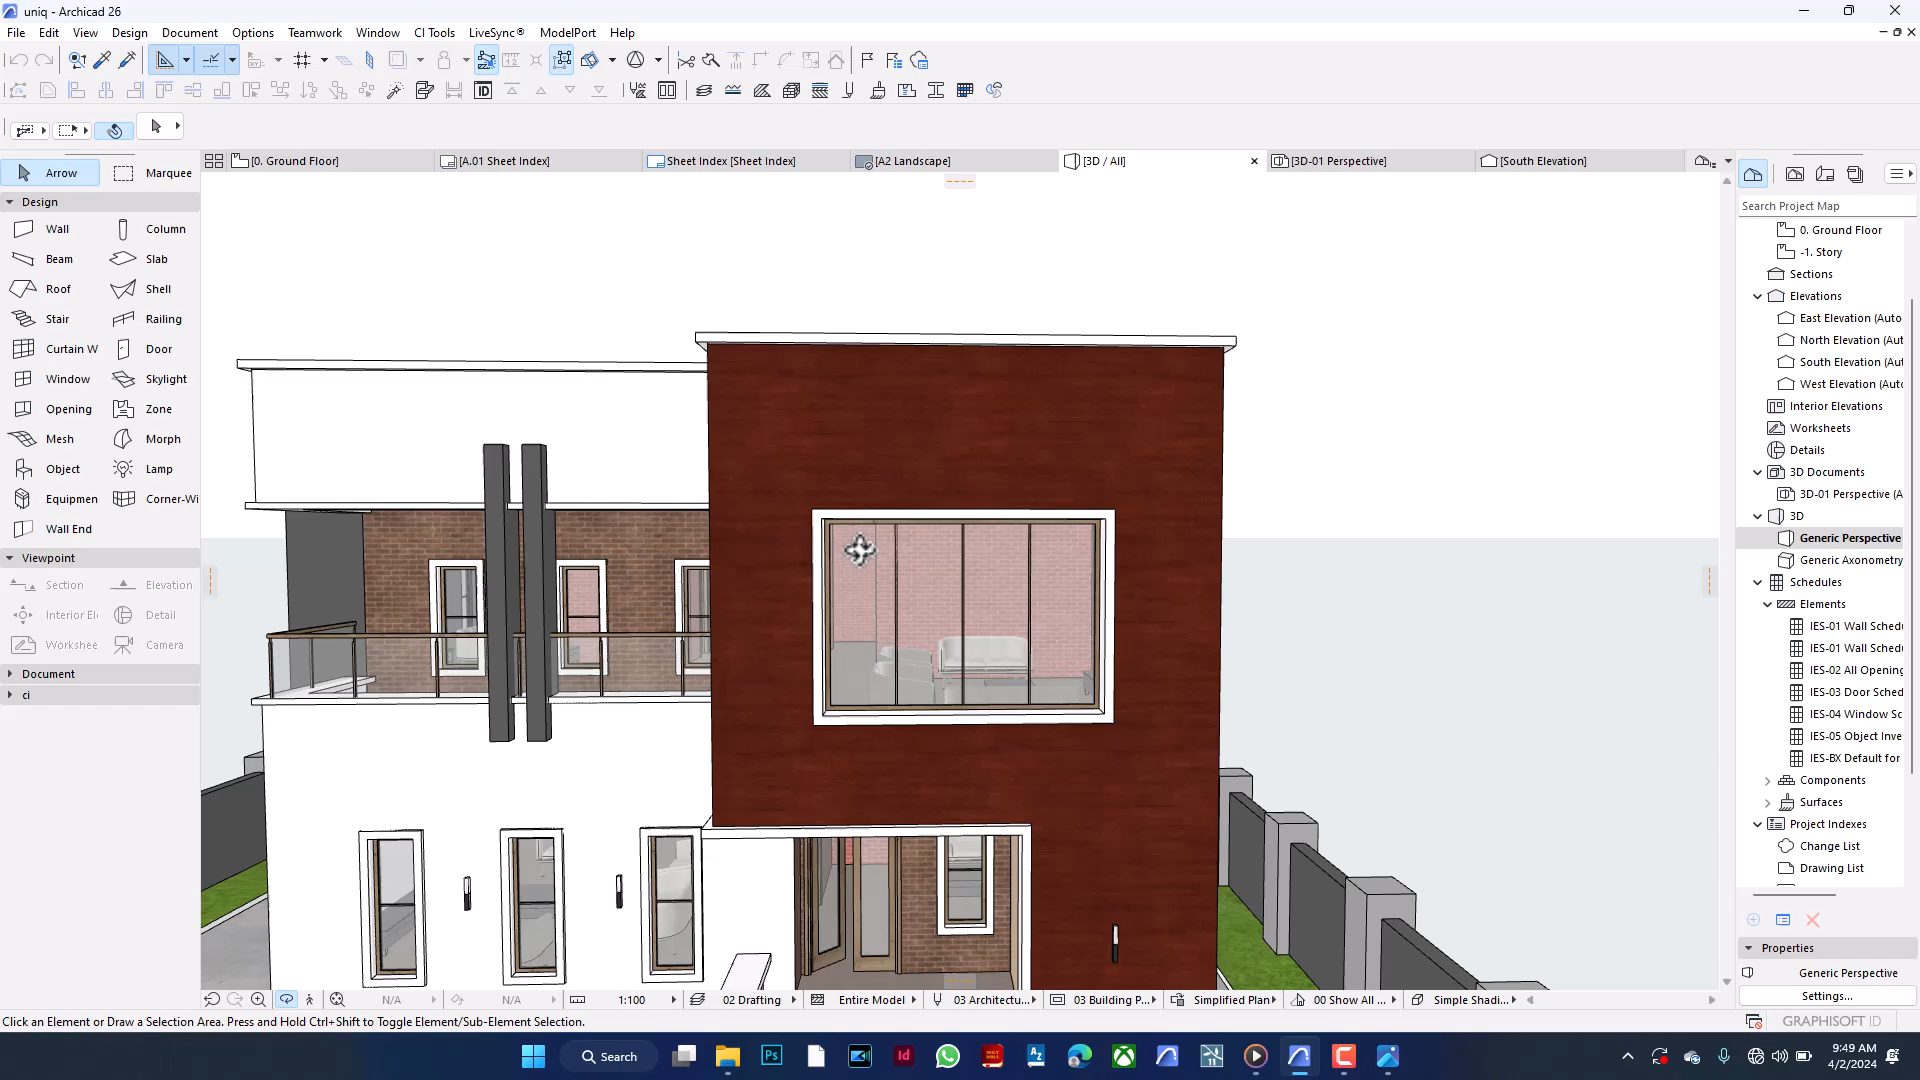 uniq - Archicad 26
File Edit View Design Document Options Teamwork Window CI Tools LiveSync® ModelPort Help
[0. Ground Floor] [A.01 Sheet Index] Sheet Index [Sheet Index] [A2 Landscape] [3D / All] [3D-01 Perspective] [South Elevation]
Arrow Marquee
Design
Wall Column
Beam Slab
Roof Shell
Stair Railing
Curtain W Door
Window Skylight
Opening Zone
Mesh Morph
Object Lamp
Equipmen Corner-Wi
Wall End
Viewpoint
Section Elevation
Interior El Detail
Workshee Camera
Document
ci
Search Project Map
0. Ground Floor
-1. Story
Sections
Elevations
East Elevation (Auto
North Elevation (Aut
South Elevation (Aut
West Elevation (Auto
Interior Elevations
Worksheets
Details
3D Documents
3D-01 Perspective (A
3D
Generic Perspective
Generic Axonometry
Schedules
Elements
IES-01 Wall Schedu
IES-01 Wall Schedu
IES-02 All Opening
IES-03 Door Sched
IES-04 Window Sc
IES-05 Object Inve
IES-BX Default for
Components
Surfaces
Project Indexes
Change List
Drawing List
Properties
Generic Perspective
Settings...
N/A N/A 1:100 02 Drafting Entire Model 03 Architectu... 03 Building P... Simplified Plan 00 Show All ... Simple Shadi...
Click an Element or Draw a Selection Area. Press and Hold Ctrl+Shift to Toggle Element/Sub-Element Selection.
GRAPHISOFT ID
Search
9:49 AM
4/2/2024